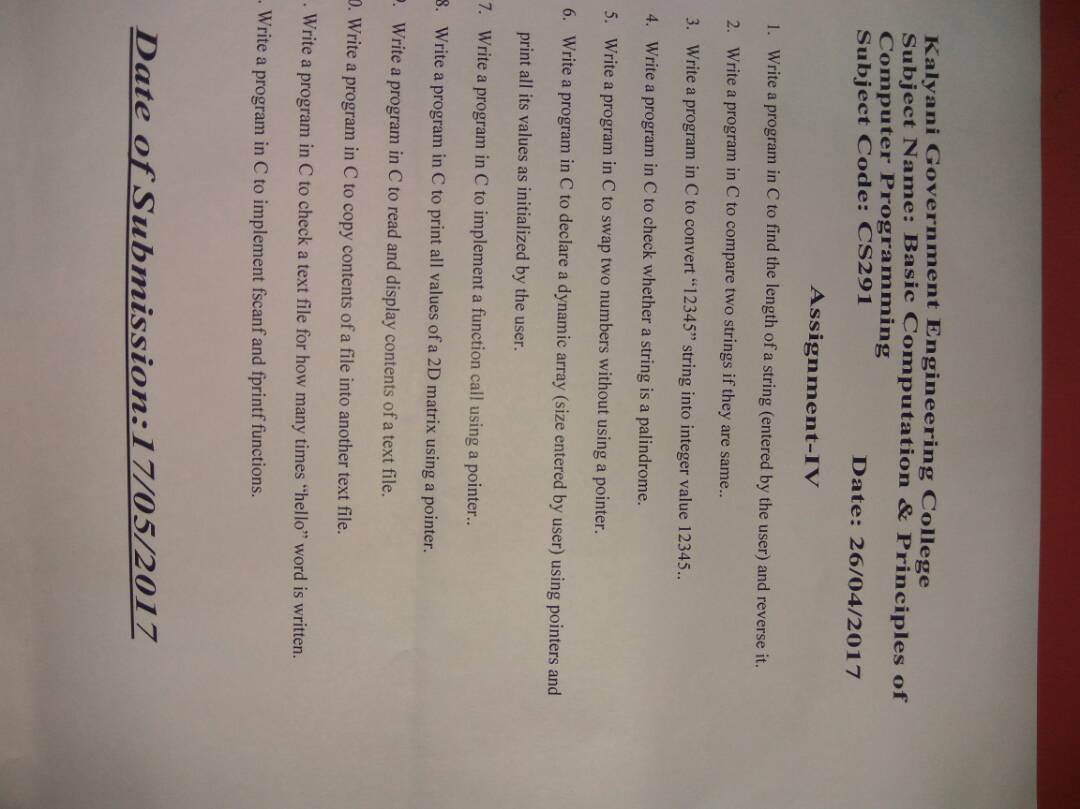 Kalyani Government Engineering College
Subject Name: Basic Computation & Principles of
Computer Programming
Subject Code: CS291 Date: 26/04/2017
Assignment-IV
1. Write a program in C to find the length of a string (entered by the user) and reverse it.
2. Write a program in C to compare two strings if they are same..
3. Write a program in C to convert “12345” string into integer value 12345..
4. Write a program in C to check whether a string is a palindrome.
5. Write a program in C to swap two numbers without using a pointer.
6. Write a program in C to declare a dynamic array (size entered by user) using pointers and
print all its values as initialized by the user.
7. Write a program in C to implement a function call using a pointer..
8. Write a program in C to print all values of a 2D matrix using a pointer.
. Write a program in C to read and display contents of a text file.
0. Write a program in C to copy contents of a file into another text file.
. Write a program in C to check a text file for how many times “hello” word is written.
. Write a program in C to implement fscanf and fprintf functions.
Date of Submission:17/05/2017